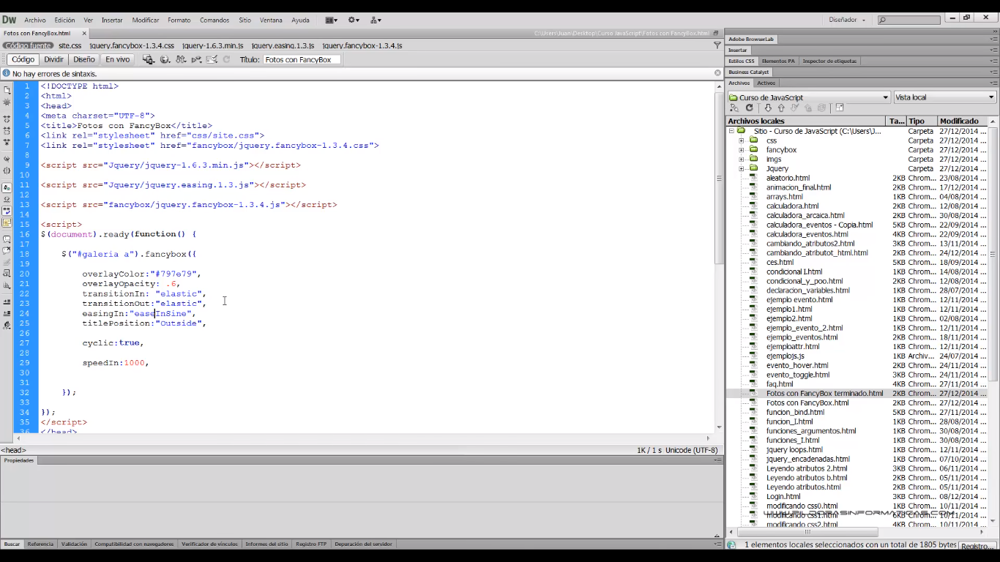 Dw Archivo Edición Ver Insertar Modificar Formato Comandos Sitio Ventana Ayuda Diseñador
Fotos con FancyBox.html C:\Users\Juan\Desktop\Curso JavaScript\Fotos con FancyBox.html
Código fuente site.css jquery.fancybox-1.3.4.css jquery-1.6.3.min.js jquery.easing.1.3.js jquery.fancybox-1.3.4.js
Código Dividir Diseño En vivo Título: Fotos con FancyBox
No hay errores de sintaxis.
1 <!DOCTYPE html>
2 <html>
3 <head>
4 <meta charset="UTF-8">
5 <title>Fotos con FancyBox</title>
6 <link rel="stylesheet" href="css/site.css">
7 <link rel="stylesheet" href="fancybox/jquery.fancybox-1.3.4.css">
8
9 <script src="Jquery/jquery-1.6.3.min.js"></script>
10
11 <script src="Jquery/jquery.easing.1.3.js"></script>
12
13 <script src="fancybox/jquery.fancybox-1.3.4.js"></script>
14
15 <script>
16 $(document).ready(function() {
17
18 $("#galeria a").fancybox({
19
20 overlayColor:"#797e79",
21 overlayOpacity: .6,
22 transitionIn: "elastic",
23 transitionOut:"elastic",
24 easingIn:"easeInSine",
25 titlePosition:"Outside",
26
27 cyclic:true,
28
29 speedIn:1000,
30
31
32 });
33
34 });
35 </script>
36 </head>
<head> 1K / 1 s Unicode (UTF-8)
Propiedades
Buscar Referencia Validación Compatibilidad con navegadores Verificador de vínculos Informes del sitio Registro FTP Depuración del servidor
Adobe BrowserLab
Insertar
Estilos CSS Elementos PA Inspector de etiquetas
Business Catalyst
Archivos Activos
Curso de JavaScript Vista local
Archivos locales Ta... Tipo Modificado
Sitio - Curso de JavaScript (C:\Users\J... Carpeta 27/12/2014 ...
css Carpeta 27/12/2014 ...
fancybox Carpeta 27/12/2014 ...
imgs Carpeta 27/12/2014 ...
Jquery Carpeta 27/12/2014 ...
aleatorio.html 2KB Chrom... 23/08/2014 ...
animacion_final.html 2KB Chrom... 17/12/2014 ...
arrays.html 1KB Chrom... 04/08/2014 ...
calculadora.html 2KB Chrom... 30/08/2014 ...
calculadora_arcaica.html 2KB Chrom... 30/08/2014 ...
calculadora_eventos - Copia.html 3KB Chrom... 22/09/2014 ...
calculadora_eventos.html 4KB Chrom... 22/09/2014 ...
cambiando_atributos2.html 3KB Chrom... 12/11/2014 ...
cambiando_atributot_html.html 3KB Chrom... 12/11/2014 ...
ces.html 5KB Chrom... 18/09/2014 ...
condicional I.html 1KB Chrom... 30/08/2014 ...
condicional_y_poo.html 2KB Chrom... 30/08/2014 ...
declaracion_variables.html 1KB Chrom... 30/08/2014 ...
ejemplo evento.html 2KB Chrom... 20/11/2014 ...
ejemplo1.html 2KB Chrom... 12/11/2014 ...
ejemplo2.html 1KB Chrom... 03/11/2014 ...
ejemplo_evento_2.html 6KB Chrom... 20/11/2014 ...
ejemplo_eventos.html 2KB Chrom... 20/11/2014 ...
ejemploattr.html 1KB Chrom... 12/11/2014 ...
ejemplojs.js 1KB Archiv... 24/11/2014 ...
evento_hover.html 2KB Chrom... 24/11/2014 ...
evento_toggle.html 3KB Chrom... 24/11/2014 ...
faq.html 5KB Chrom... 27/11/2014 ...
Fotos con FancyBox terminado.html 2KB Chrom... 27/12/2014 ...
Fotos con FancyBox.html 2KB Chrom... 27/12/2014 ...
funcion_bind.html 5KB Chrom... 27/11/2014 ...
funcion_I.html 1KB Chrom... 28/08/2014 ...
funciones_argumentos.html 1KB Chrom... 30/08/2014 ...
funciones_I.html 1KB Chrom... 30/08/2014 ...
jquery loops.html 2KB Chrom... 10/11/2014 ...
jquery_encadenadas.html 1KB Chrom... 07/10/2014 ...
Leyendo atributos 2.html 3KB Chrom... 06/11/2014 ...
Leyendo atributos b.html 2KB Chrom... 05/11/2014 ...
Leyendo atributos.html 2KB Chrom... 05/11/2014 ...
Login.html 3KB Chrom... 08/12/2014 ...
modificando css0.html 1KB Chrom... 10/11/2014 ...
modificando css1.html Chrom... 10/11/2014 ...
modificando css2.html 4KB Chrom... 10/11/2014 ...
WWW.PILDORASINFORMATICAS.COM
1 elementos locales seleccionados con un total de 1805 bytes Registro...